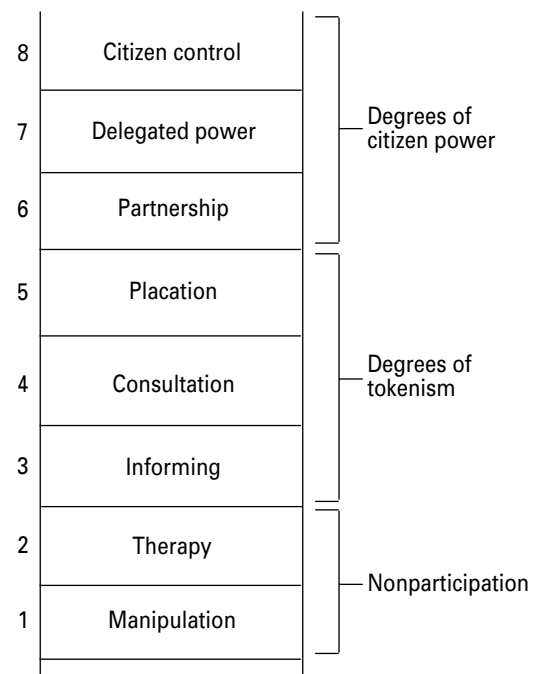 8 Citizen control
7 Delegated power
6 Partnership
Degrees of
citizen power
5 Placation
4 Consultation
3 Informing
Degrees of
tokenism
2 Therapy
1 Manipulation
Nonparticipation